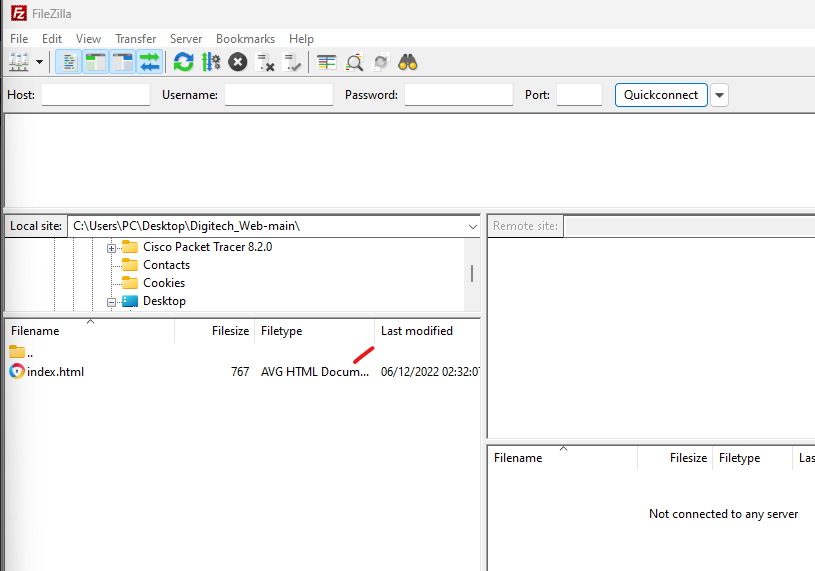 FileZilla
File Edit View Transfer Server Bookmarks Help
Host: Username: Password: Port: Quickconnect
Local site: C:\Users\PC\Desktop\Digitech_Web-main\
Remote site:
Cisco Packet Tracer 8.2.0
Contacts
Cookies
Desktop
Filename Filesize Filetype Last modified
..
index.html 767 AVG HTML Docum... 06/12/2022 02:32:07
Filename Filesize Filetype Las
Not connected to any server